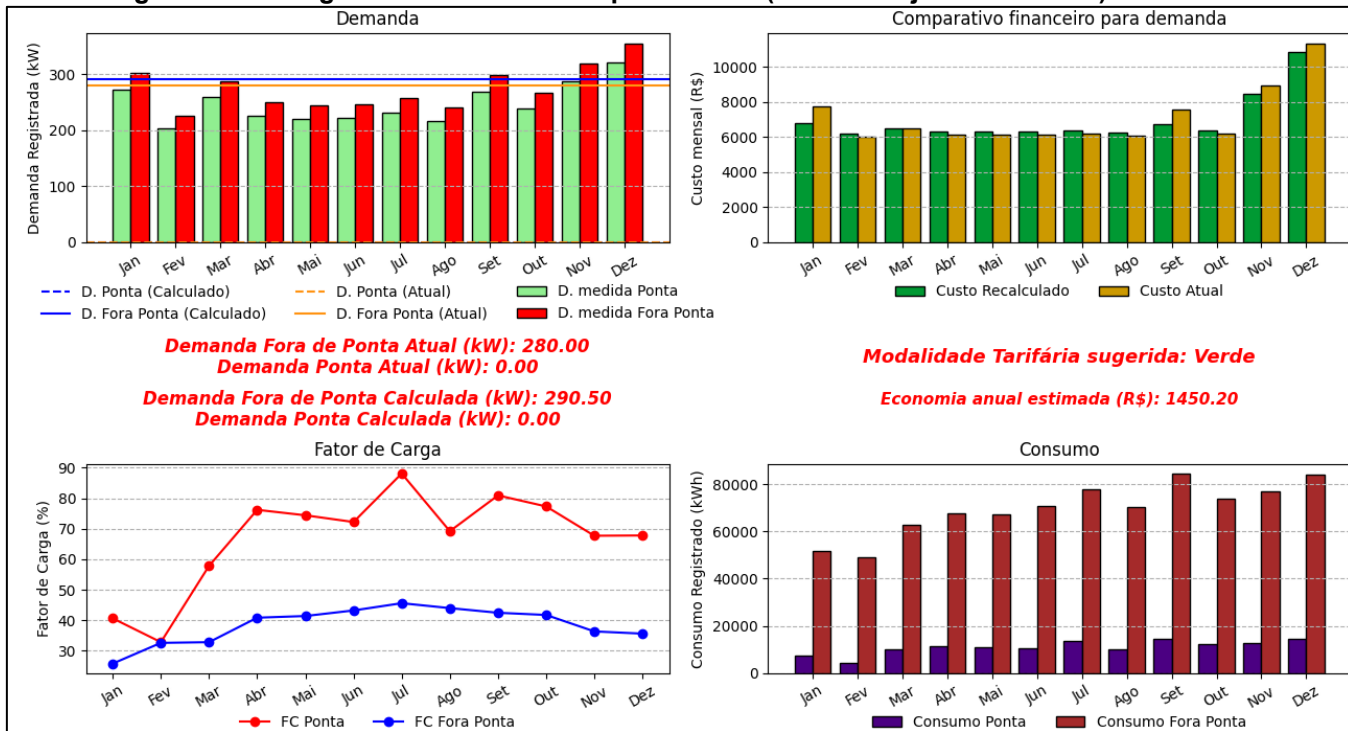 Demanda
Demanda Registrada (kW)
300
200
100
0
Jan Fev Mar Abr Mai Jun Jul Ago Set Out Nov Dez
D. Ponta (Calculado) D. Ponta (Atual) D. medida Ponta
D. Fora Ponta (Calculado) D. Fora Ponta (Atual) D. medida Fora Ponta
Comparativo financeiro para demanda
Custo mensal (R$)
10000
8000
6000
4000
2000
0
Jan Fev Mar Abr Mai Jun Jul Ago Set Out Nov Dez
Custo Recalculado Custo Atual
Demanda Fora de Ponta Atual (kW): 280.00
Demanda Ponta Atual (kW): 0.00
Demanda Fora de Ponta Calculada (kW): 290.50
Demanda Ponta Calculada (kW): 0.00
Modalidade Tarifária sugerida: Verde
Economia anual estimada (R$): 1450.20
Fator de Carga
Fator de Carga (%)
90
80
70
60
50
40
30
Jan Fev Mar Abr Mai Jun Jul Ago Set Out Nov Dez
FC Ponta FC Fora Ponta
Consumo
Consumo Registrado (kWh)
80000
60000
40000
20000
0
Jan Fev Mar Abr Mai Jun Jul Ago Set Out Nov Dez
Consumo Ponta Consumo Fora Ponta